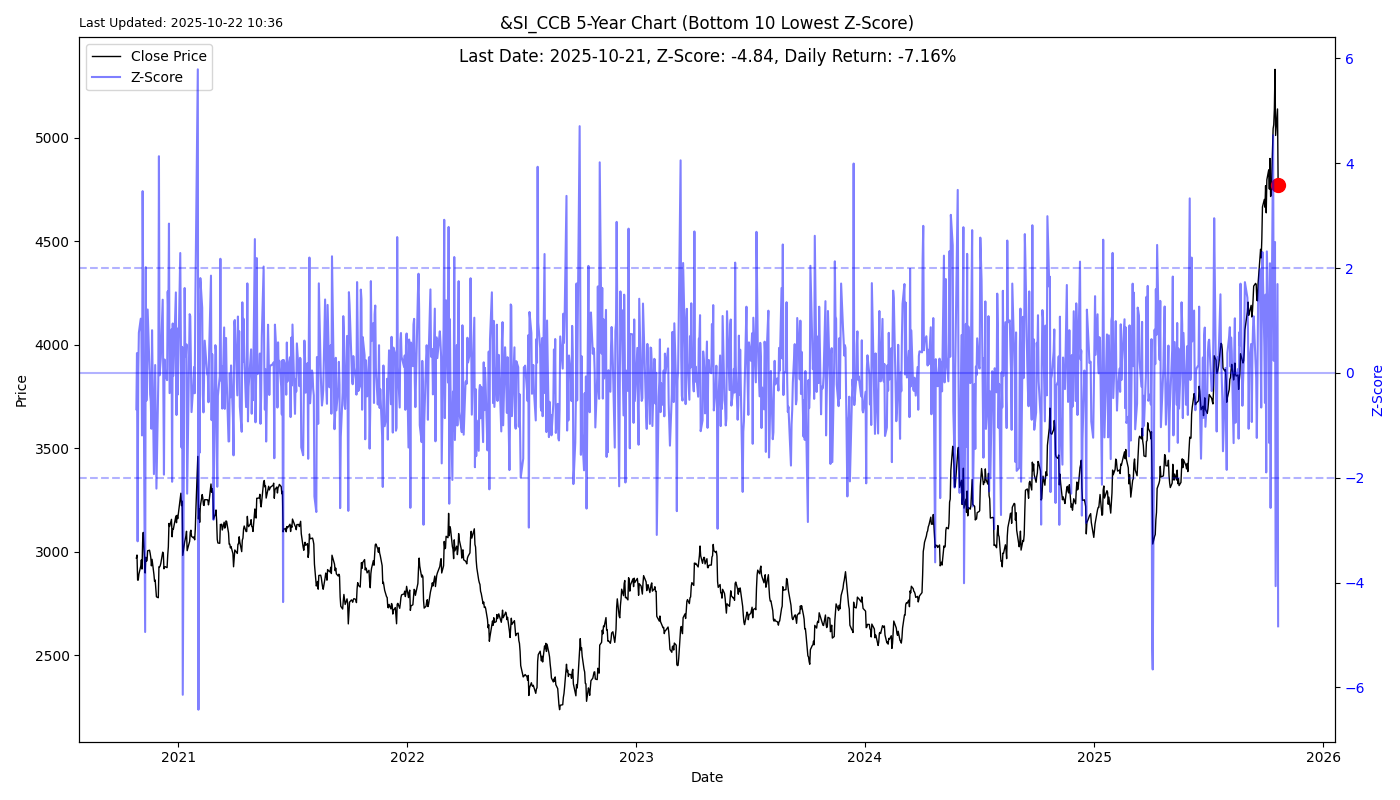 Last Updated: 2025-10-22 10:36
&SI_CCB 5-Year Chart (Bottom 10 Lowest Z-Score)
Last Date: 2025-10-21, Z-Score: -4.84, Daily Return: -7.16%
Close Price
Z-Score
Price
5000
4500
4000
3500
3000
2500
6
4
2
0
−2
−4
−6
Z-Score
2021
2022
2023
2024
2025
2026
Date